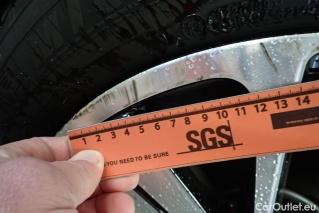 1 2 3 4 5 6 7 8 9 10 11 12 13 14
SGS
YOU NEED TO BE SURE
CarOutlet.eu